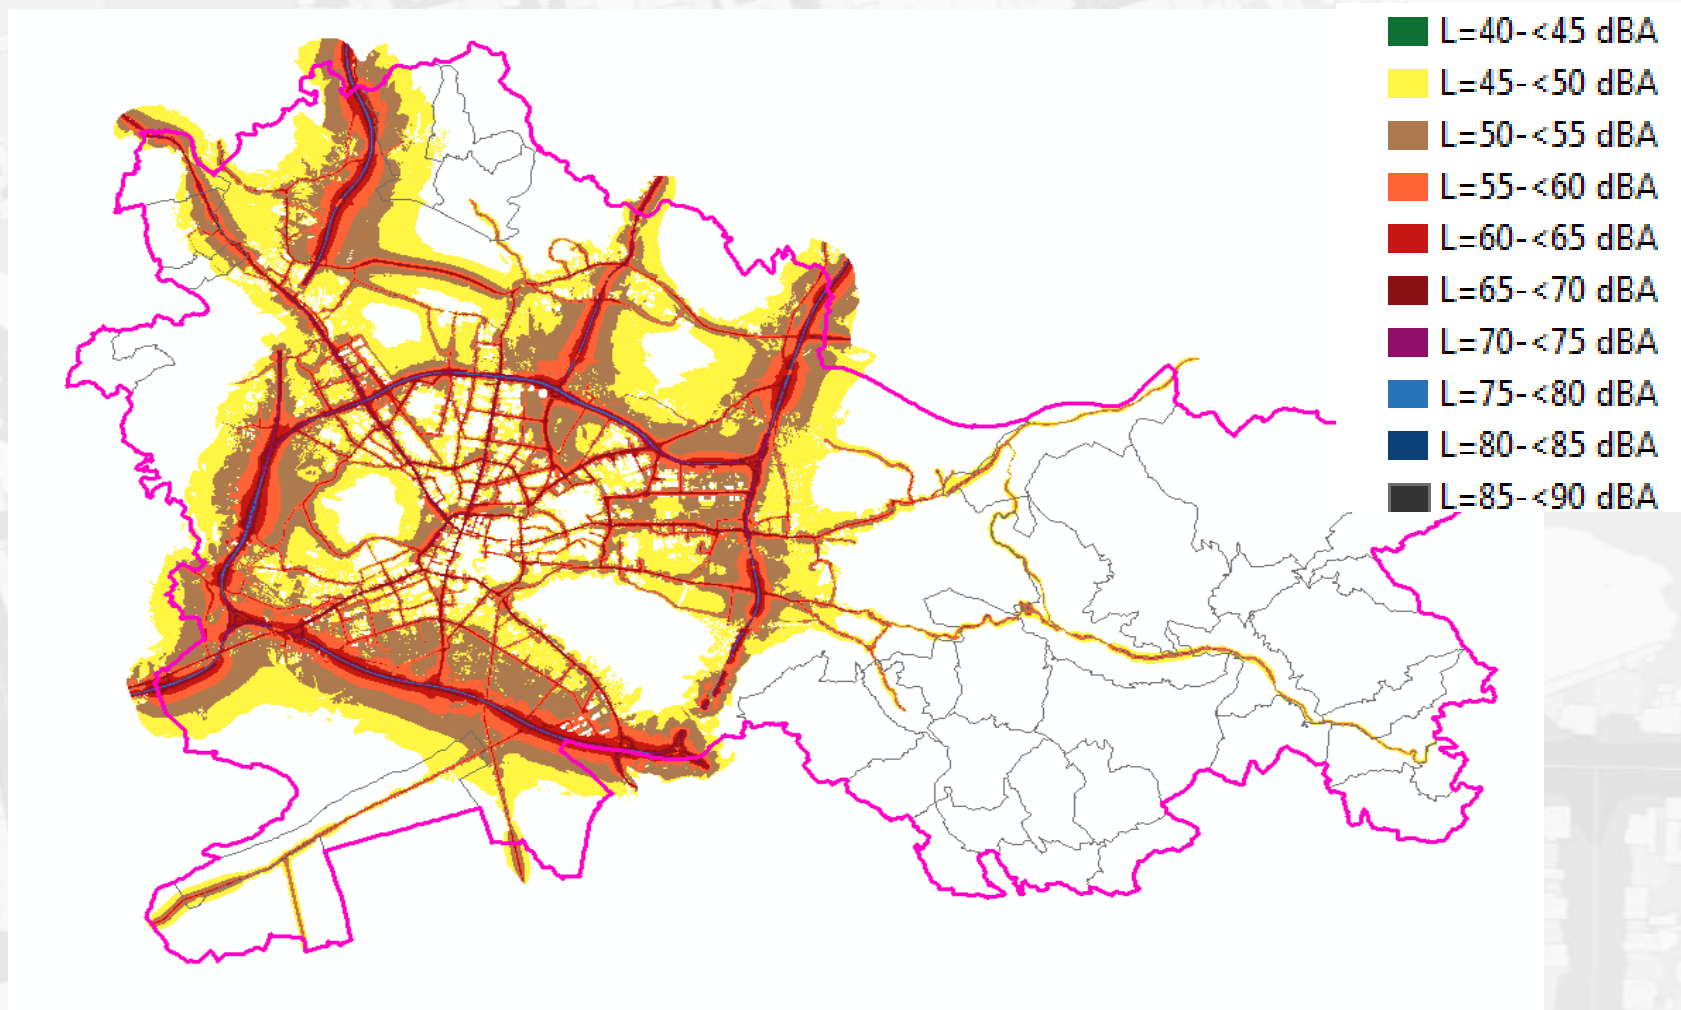 L=40-<45 dBA
L=45-<50 dBA
L=50-<55 dBA
L=55-<60 dBA
L=60-<65 dBA
L=65-<70 dBA
L=70-<75 dBA
L=75-<80 dBA
L=80-<85 dBA
L=85-<90 dBA